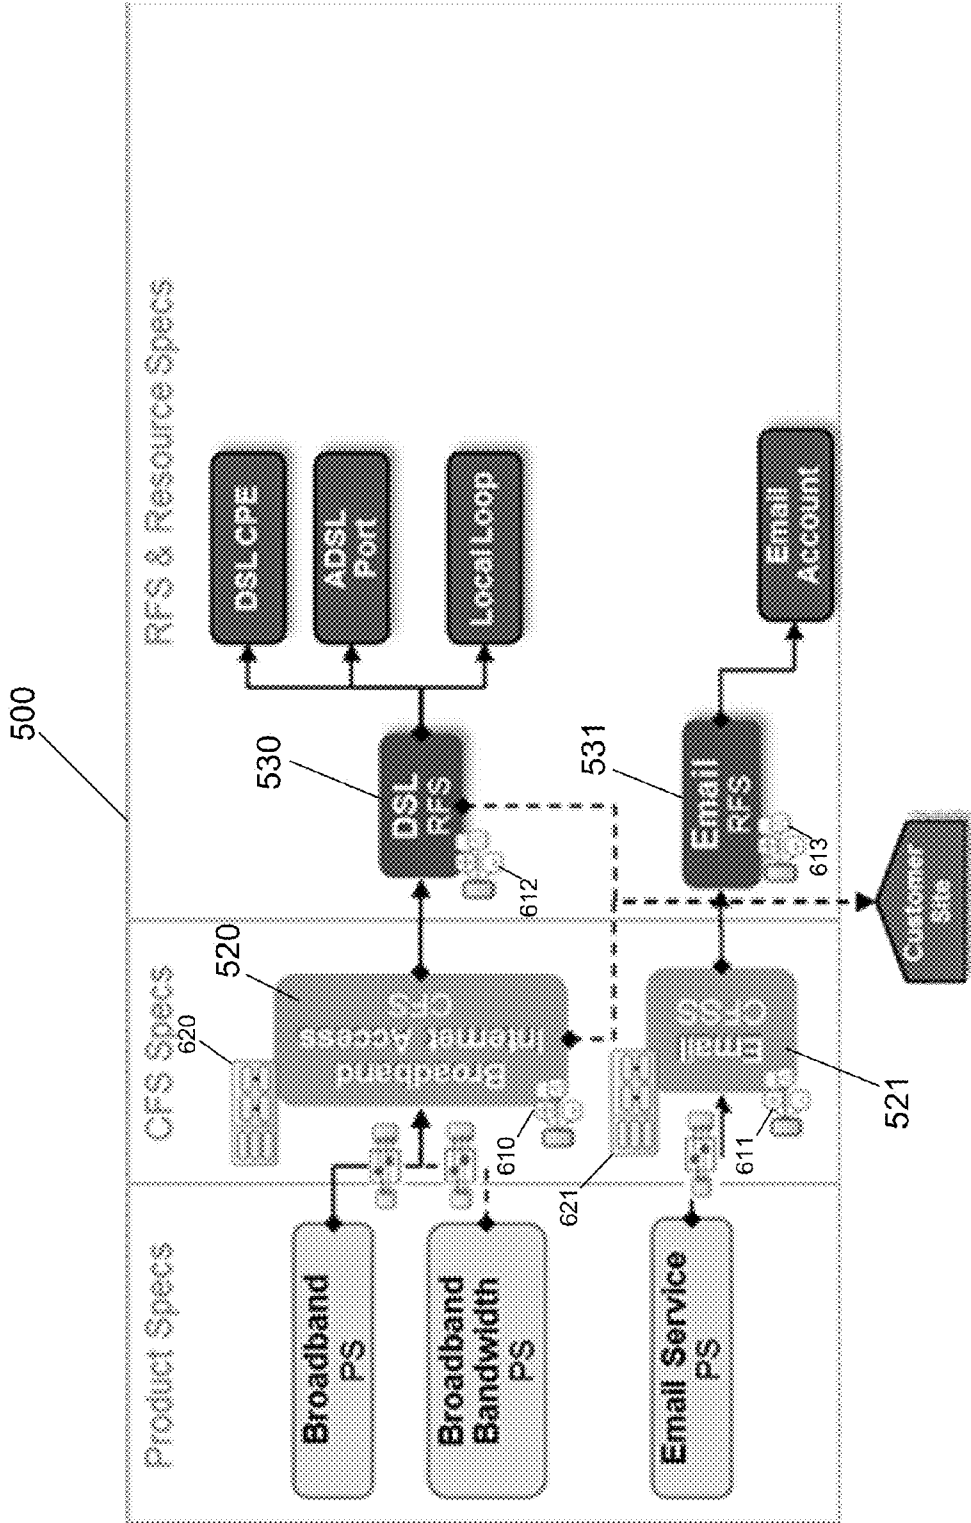 500
Product Specs
CFS Specs
RFS & Resource Specs
Broadband
PS
Broadband
Bandwidth
PS
Email Service
PS
620
520
Broadband
Internet Access
CFS
610
621
Email
CFSS
611
521
530
DSL
RFS
612
531
Email
RFS
613
DSL CPE
ADSL
Port
Local Loop
Email
Account
Customer
Site